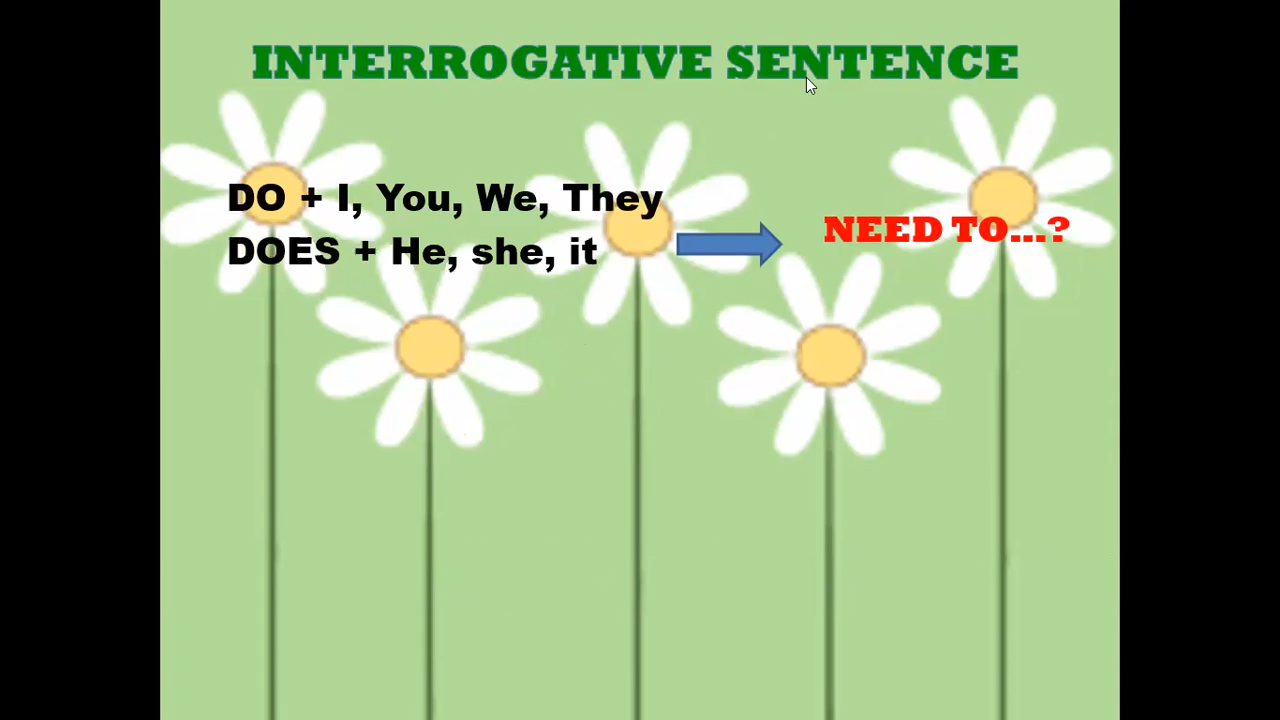 INTERROGATIVE SENTENCE
DO + I, You, We, They
DOES + He, she, it
NEED TO...?